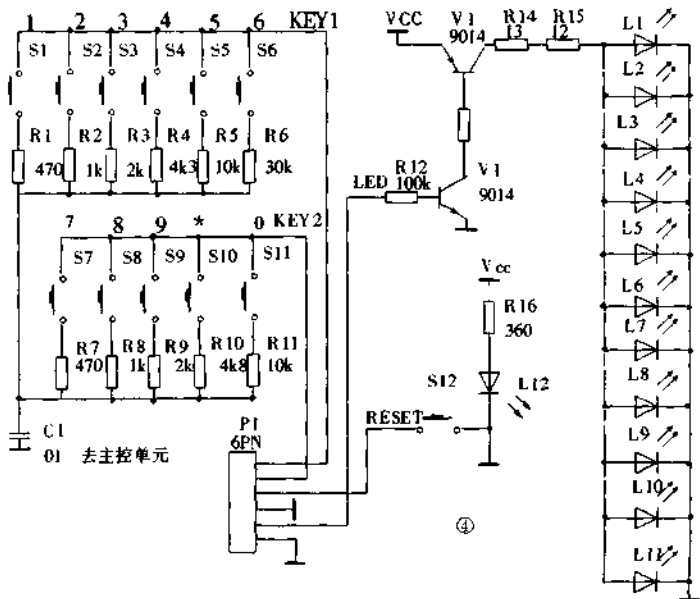 1 2 3 4 5 6 KEY1
S1 S2 S3 S4 S5 S6
R1 R2 R3 R4 R5 R6
470 1k 2k 4k3 10k 30k
7 8 9 * 0 KEY2
S7 S8 S9 S10 S11
R7 R8 R9 R10 R11
470 1k 2k 4k8 10k
C1
01 去主控单元
P1
6PN
VCC
V1
9014
R14
13
R15
12
LED
R12
100k
V1
9014
Vcc
R16
360
S12
L12
RESET
④
L1
L2
L3
L4
L5
L6
L7
L8
L9
L10
L11